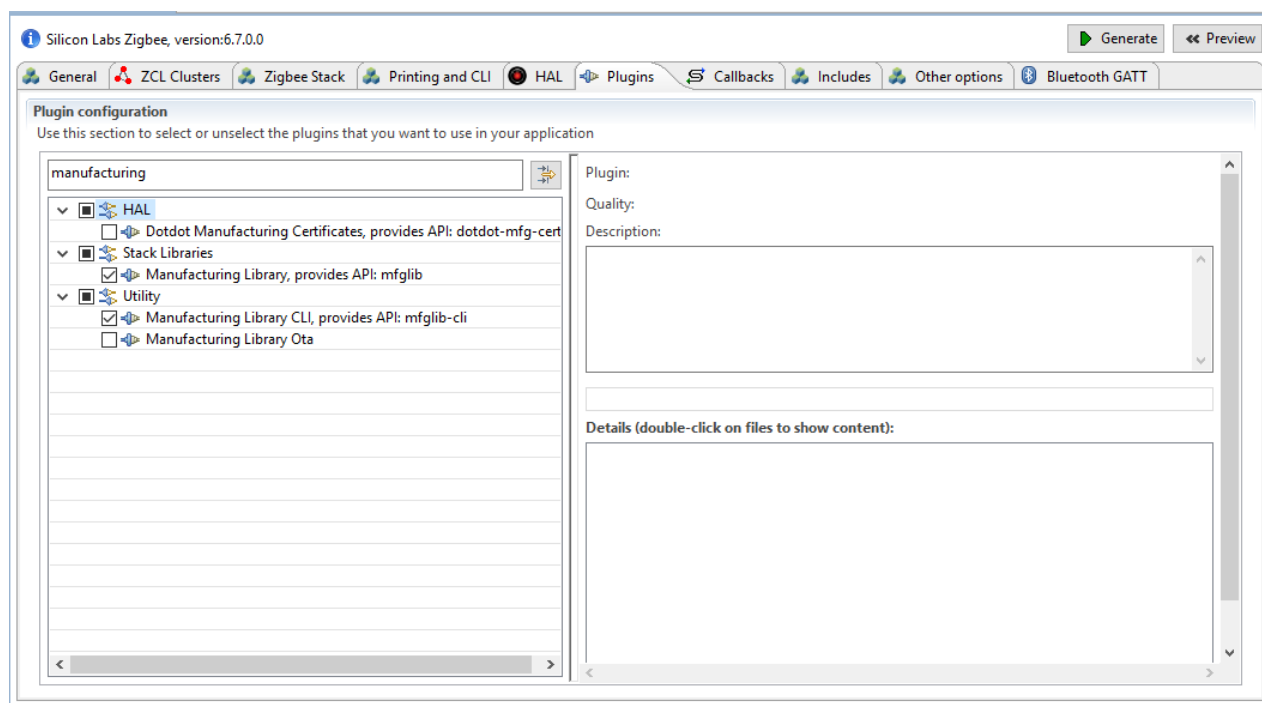 Silicon Labs Zigbee, version:6.7.0.0
Generate
Preview
General
ZCL Clusters
Zigbee Stack
Printing and CLI
HAL
Plugins
Callbacks
Includes
Other options
Bluetooth GATT
Plugin configuration
Use this section to select or unselect the plugins that you want to use in your application
manufacturing
HAL
Dotdot Manufacturing Certificates, provides API: dotdot-mfg-cert
Stack Libraries
Manufacturing Library, provides API: mfglib
Utility
Manufacturing Library CLI, provides API: mfglib-cli
Manufacturing Library Ota
Plugin:
Quality:
Description:
Details (double-click on files to show content):